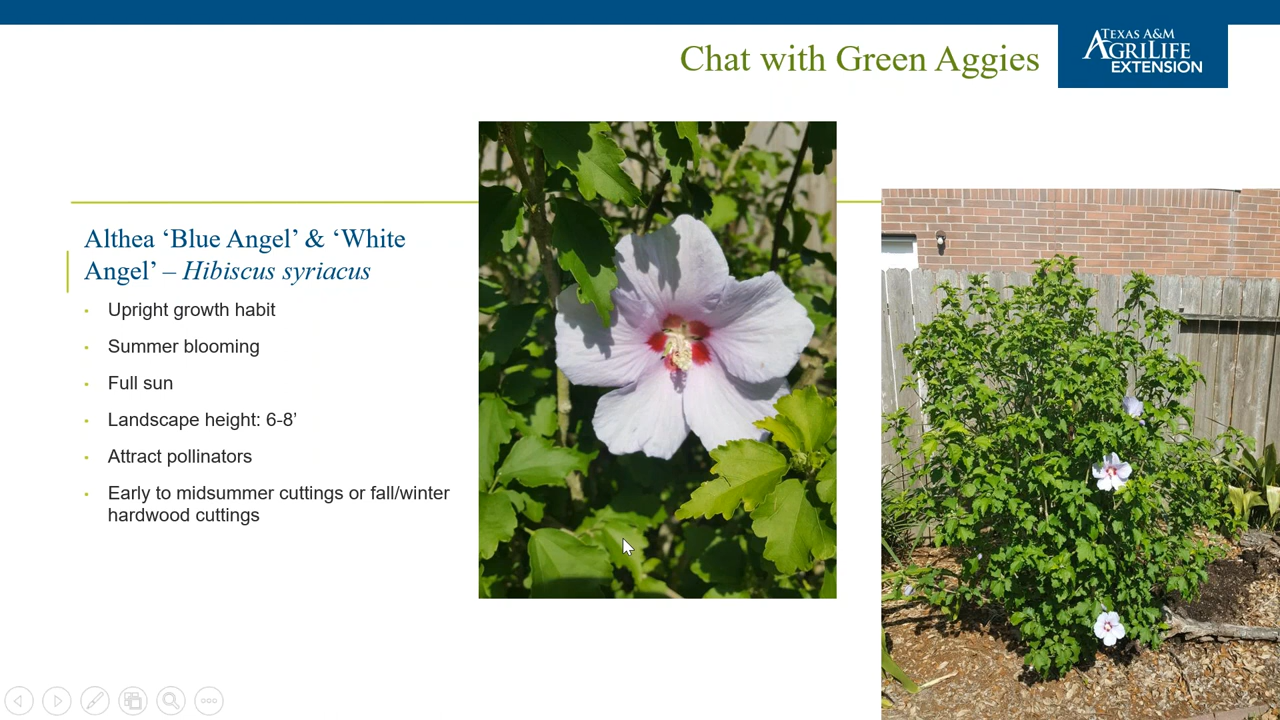 Chat with Green Aggies
TEXAS A&M
AGRILIFE
EXTENSION
Althea ‘Blue Angel’ & ‘White
Angel’ – Hibiscus syriacus
Upright growth habit
Summer blooming
Full sun
Landscape height: 6-8’
Attract pollinators
Early to midsummer cuttings or fall/winter
hardwood cuttings